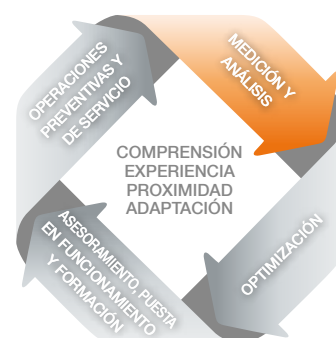 OPERACIONES
PREVENTIVAS Y
DE SERVICIO
MEDICIÓN Y
ANÁLISIS
COMPRENSIÓN
EXPERIENCIA
PROXIMIDAD
ADAPTACIÓN
OPTIMIZACIÓN
ASESORAMIENTO, PUESTA
EN FUNCIONAMIENTO
Y FORMACIÓN